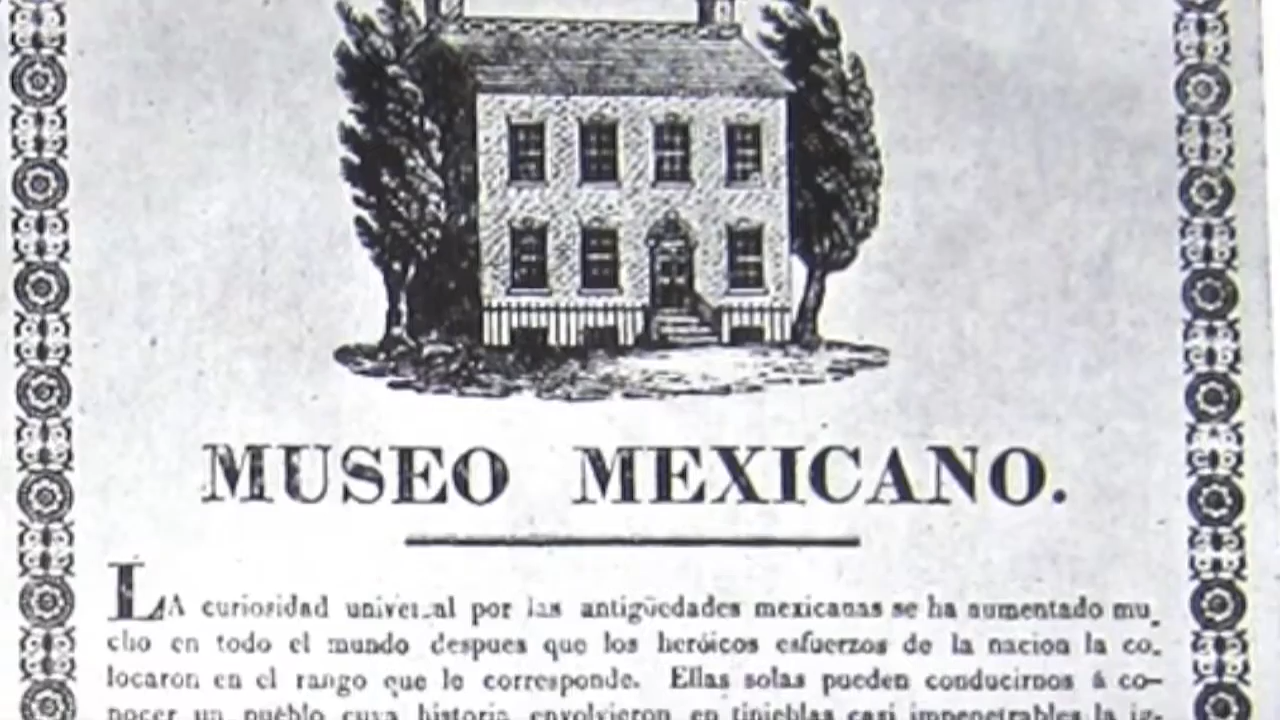 MUSEO MEXICANO.
LA curiosidad universal por las antigüedades mexicanas se ha aumentado mu-
cho en todo el mundo despues que los heróicos esfuerzos de la nacion la co-
locaron en el rango que le corresponde. Ellas solas pueden conducirnos á co-
nocer un pueblo cuya historia envolvieron en tinieblas casi impenetrables la ig-